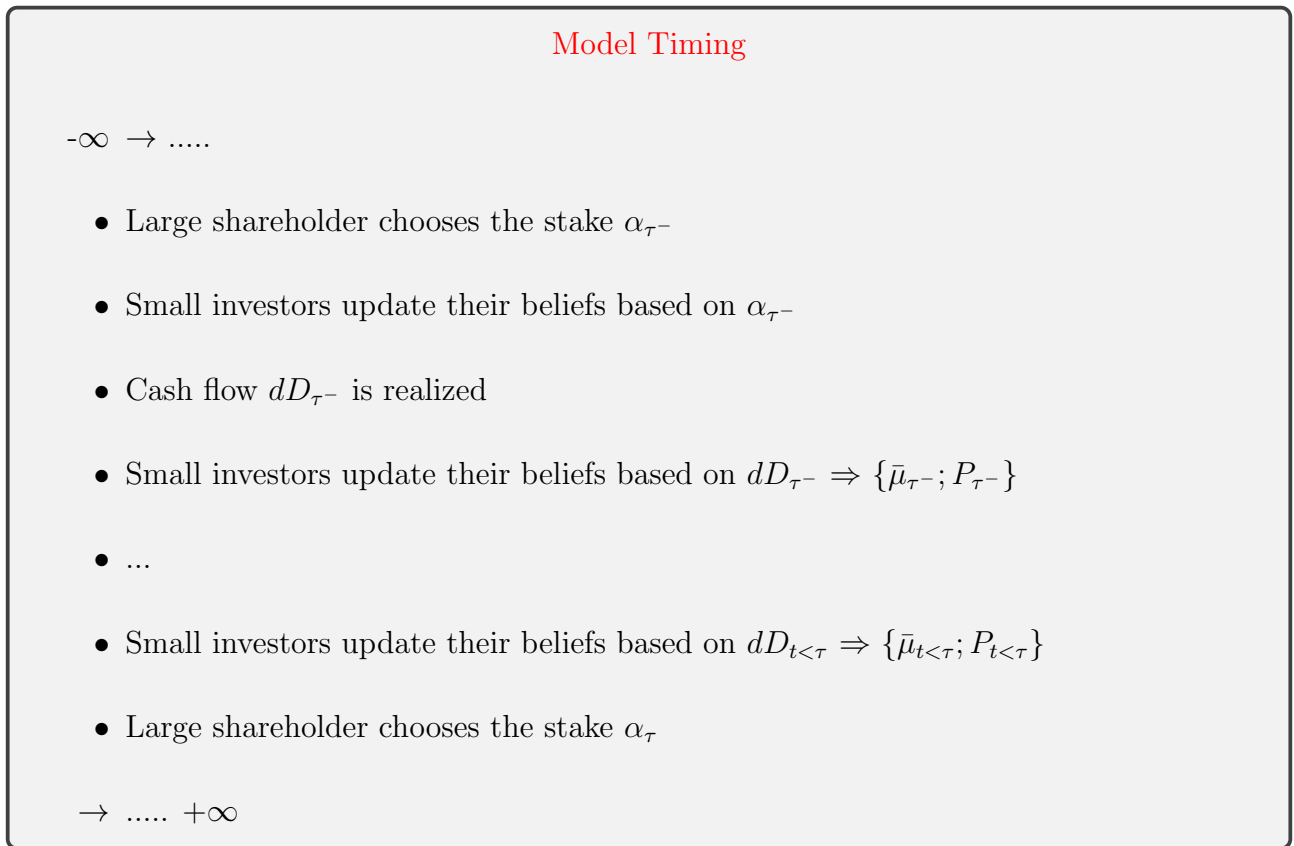 Model Timing
-∞ → .....
• Large shareholder chooses the stake α_{τ⁻}
• Small investors update their beliefs based on α_{τ⁻}
• Cash flow dD_{τ⁻} is realized
• Small investors update their beliefs based on dD_{τ⁻} ⇒ {μ̄_{τ⁻}; P_{τ⁻}}
• ...
• Small investors update their beliefs based on dD_{t<τ} ⇒ {μ̄_{t<τ}; P_{t<τ}}
• Large shareholder chooses the stake α_τ
→ ..... +∞